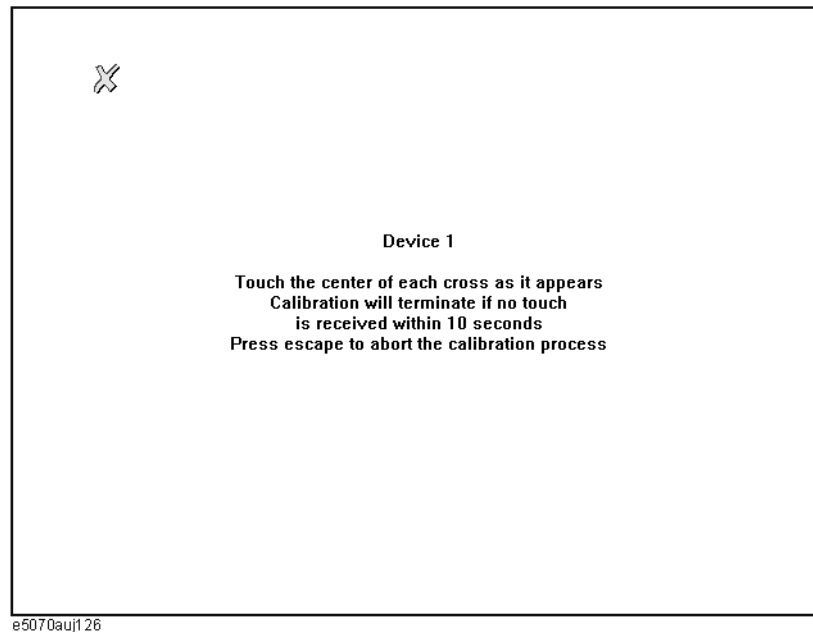 Device 1
Touch the center of each cross as it appears
Calibration will terminate if no touch
is received within 10 seconds
Press escape to abort the calibration process
e5070auj126